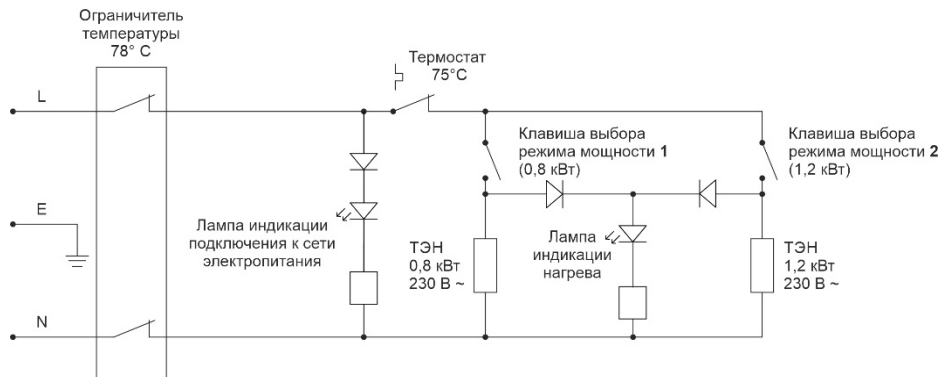 Ограничитель
температуры
78° C
Термостат
75°C
L
Клавиша выбора
режима мощности 1
(0,8 кВт)
Клавиша выбора
режима мощности 2
(1,2 кВт)
E
Лампа индикации
подключения к сети
электропитания
ТЭН
0,8 кВт
230 В ~
Лампа
индикации
нагрева
ТЭН
1,2 кВт
230 В ~
N